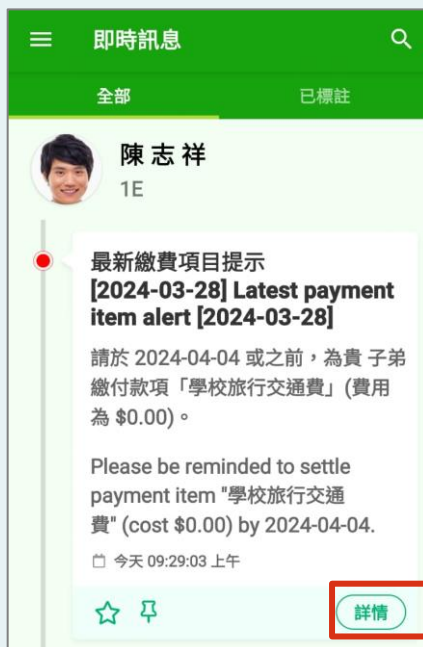 即時訊息
全部 已標註
陳志祥
1E
最新繳費項目提示
[2024-03-28] Latest payment
item alert [2024-03-28]
請於 2024-04-04 或之前，為貴 子弟
繳付款項「學校旅行交通費」(費用
為 $0.00)。
Please be reminded to settle
payment item "學校旅行交通
費" (cost $0.00) by 2024-04-04.
今天 09:29:03 上午
詳情